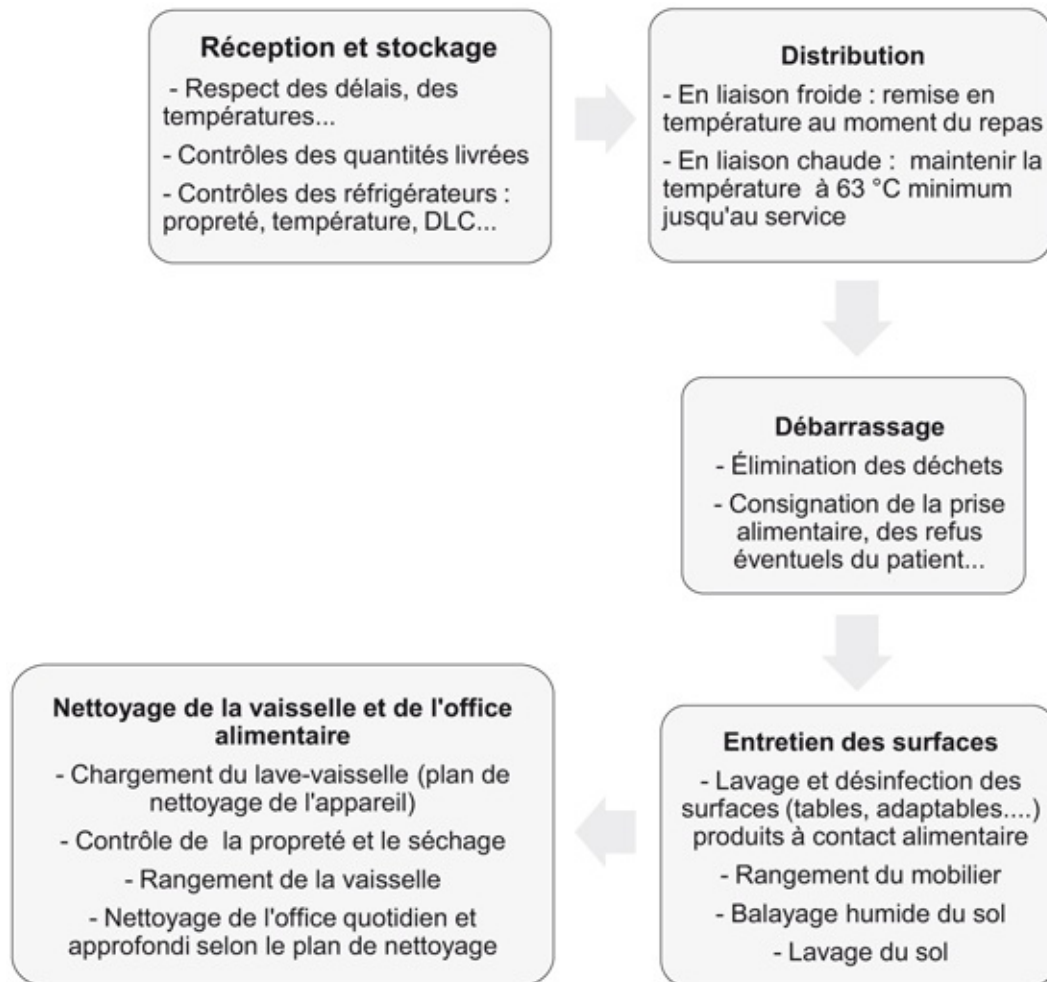 Réception et stockage
- Respect des délais, des
températures...
- Contrôles des quantités livrées
- Contrôles des réfrigérateurs :
propreté, température, DLC...
Distribution
- En liaison froide : remise en
température au moment du repas
- En liaison chaude : maintenir la
température à 63 °C minimum
jusqu'au service
Débarrassage
- Élimination des déchets
- Consignation de la prise
alimentaire, des refus
éventuels du patient...
Entretien des surfaces
- Lavage et désinfection des
surfaces (tables, adaptables....)
produits à contact alimentaire
- Rangement du mobilier
- Balayage humide du sol
- Lavage du sol
Nettoyage de la vaisselle et de l'office
alimentaire
- Chargement du lave-vaisselle (plan de
nettoyage de l'appareil)
- Contrôle de la propreté et le séchage
- Rangement de la vaisselle
- Nettoyage de l'office quotidien et
approfondi selon le plan de nettoyage